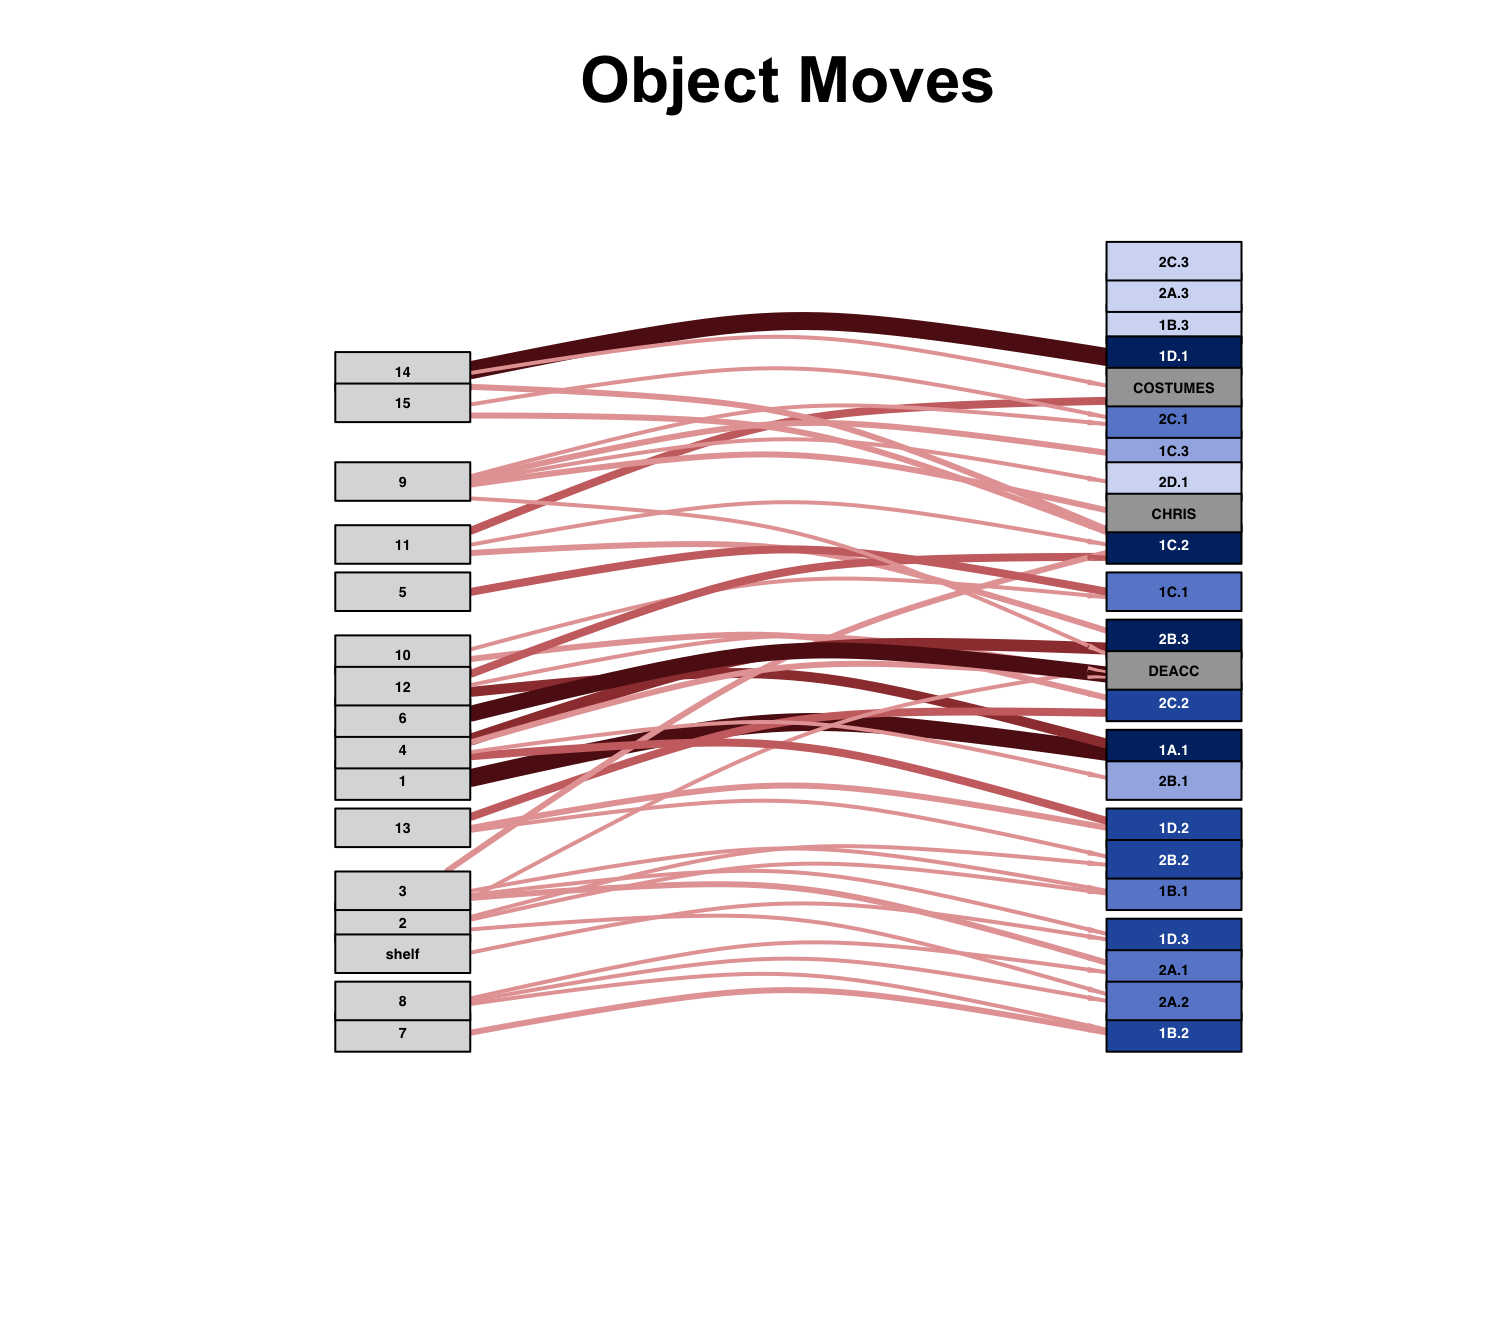 Object Moves
14
15
9
11
5
10
12
6
4
1
13
3
2
shelf
8
7
2C.3
2A.3
1B.3
1D.1
COSTUMES
2C.1
1C.3
2D.1
CHRIS
1C.2
1C.1
2B.3
DEACC
2C.2
1A.1
2B.1
1D.2
2B.2
1B.1
1D.3
2A.1
2A.2
1B.2